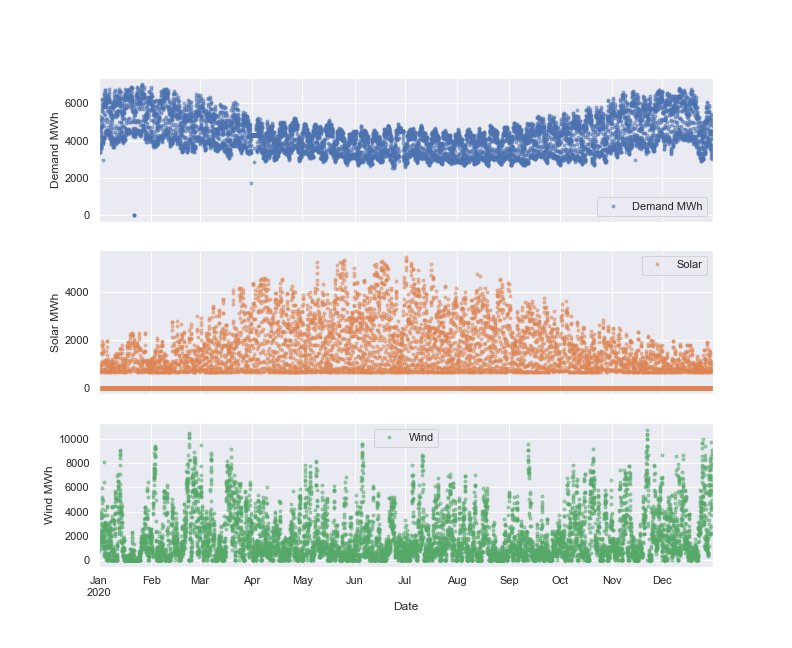 6000
4000
2000
0
Demand MWh
Demand MWh
4000
2000
0
Solar MWh
Solar
10000
8000
6000
4000
2000
0
Wind MWh
Wind
Jan Feb Mar Apr May Jun Jul Aug Sep Oct Nov Dec
2020
Date